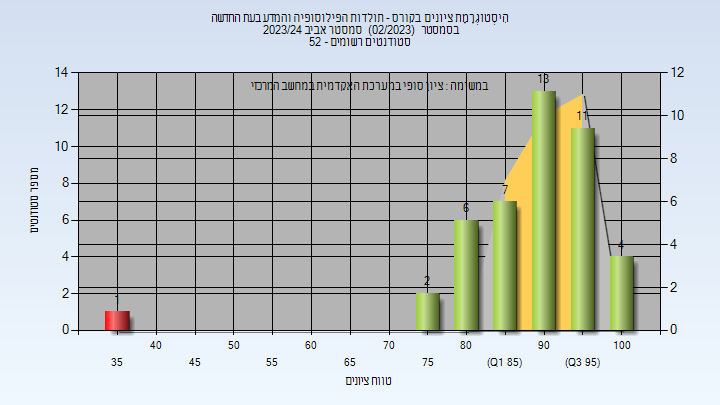 היסטוגרמת ציונים בקורס - תולדות הפילוסופיה והמדע בעת החדשה
בסמסטר (02/2023) סמסטר אביב 2023/24
סטודנטים רשומים - 52
במשימה : ציון סופי במערכת האקדמית במחשב המרכזי
מספר סטודנטים
14 12 10 8 6 4 2 0
12 10 8 6 4 2 0
1 2 6 7 13 11 4
40 50 60 70 80 90 100
35 45 55 65 75 (Q1 85) (Q3 95)
טווח ציונים